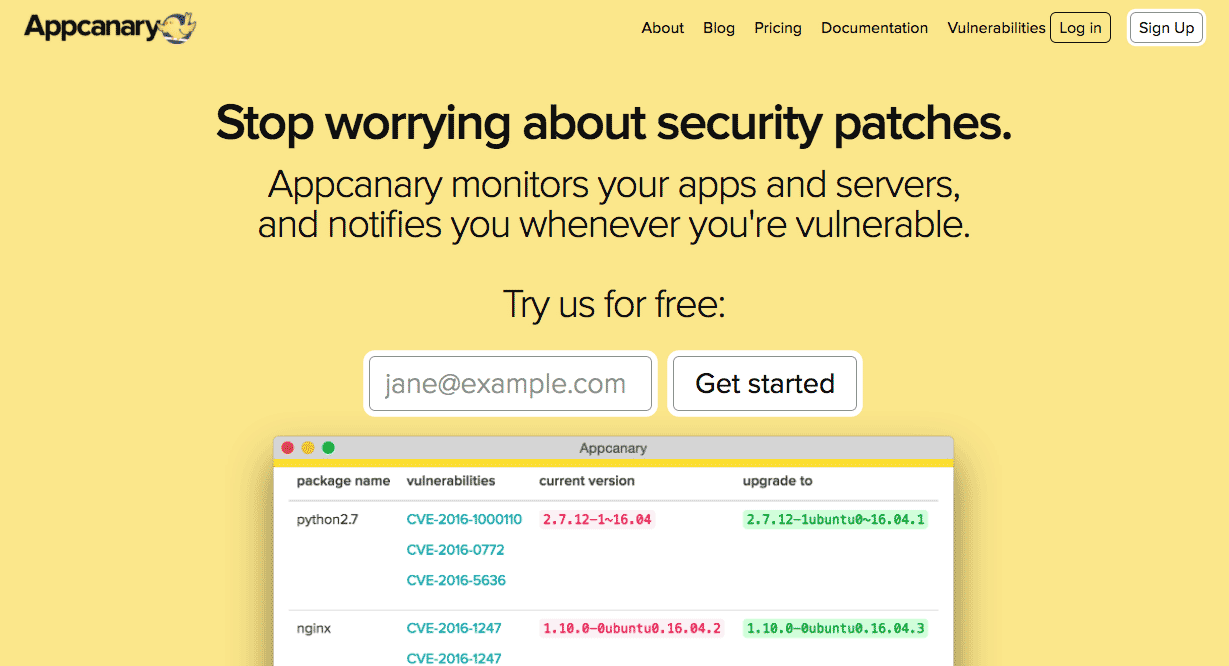 Appcanary
About Blog Pricing Documentation Vulnerabilities Log in Sign Up
Stop worrying about security patches.
Appcanary monitors your apps and servers,
and notifies you whenever you're vulnerable.
Try us for free:
jane@example.com Get started
Appcanary
package name vulnerabilities current version upgrade to
python2.7 CVE-2016-1000110 2.7.12-1~16.04 2.7.12-1ubuntu0~16.04.1
CVE-2016-0772
CVE-2016-5636
nginx CVE-2016-1247 1.10.0-0ubuntu0.16.04.2 1.10.0-0ubuntu0.16.04.3
CVE-2016-1247